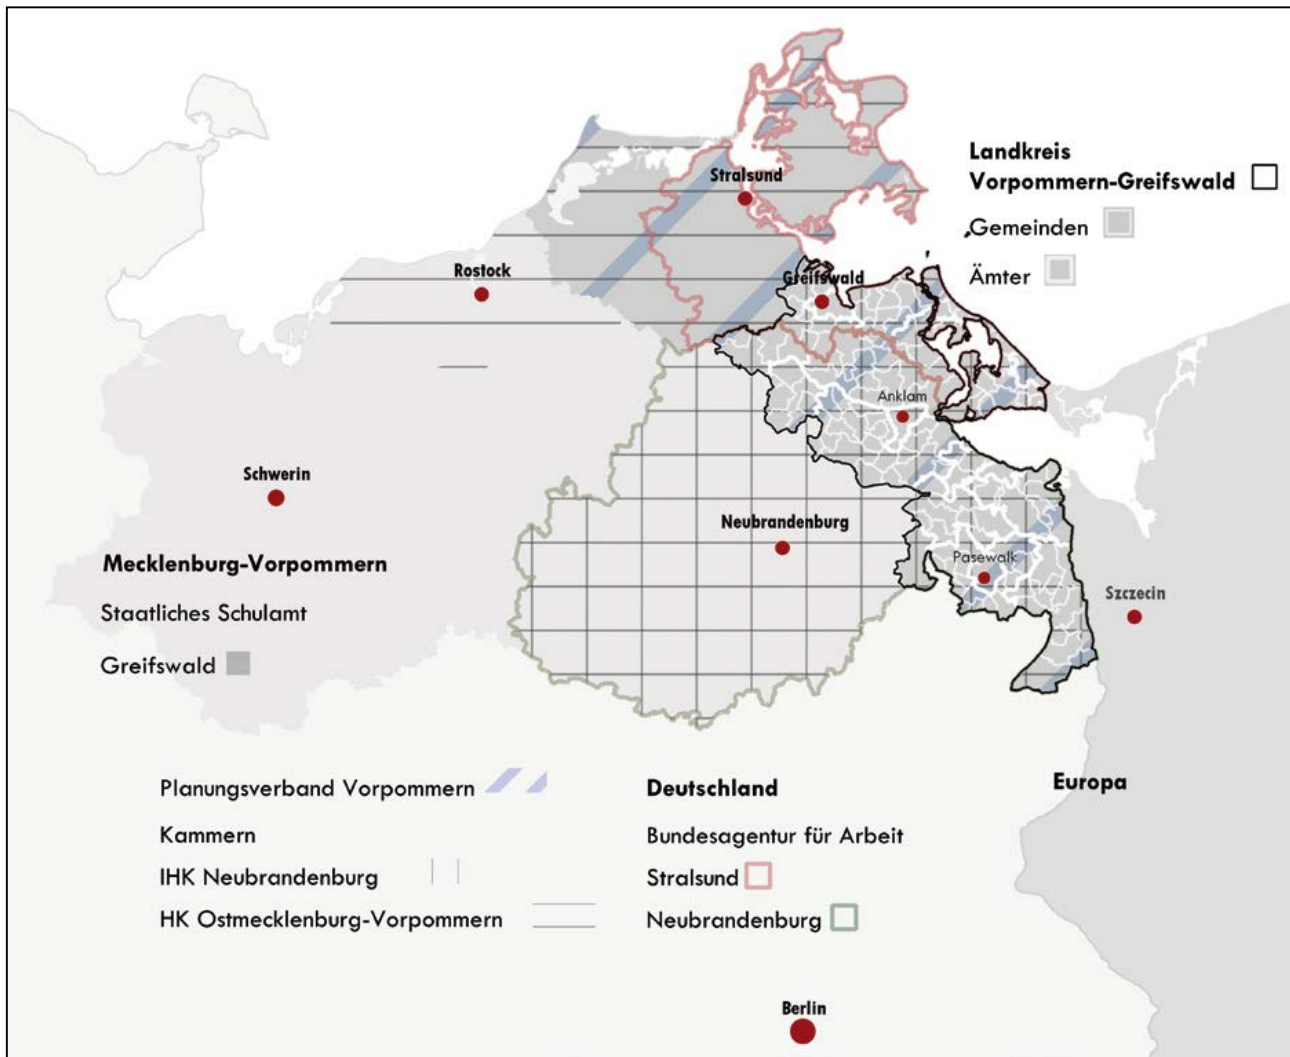 Stralsund
Landkreis
Vorpommern-Greifswald
Gemeinden
Ämter
Rostock
Greifswald
Anklam
Schwerin
Neubrandenburg
Pasewalk
Szczecin
Mecklenburg-Vorpommern
Staatliches Schulamt
Greifswald
Planungsverband Vorpommern
Kammern
IHK Neubrandenburg
HK Ostmecklenburg-Vorpommern
Deutschland
Bundesagentur für Arbeit
Stralsund
Neubrandenburg
Europa
Berlin